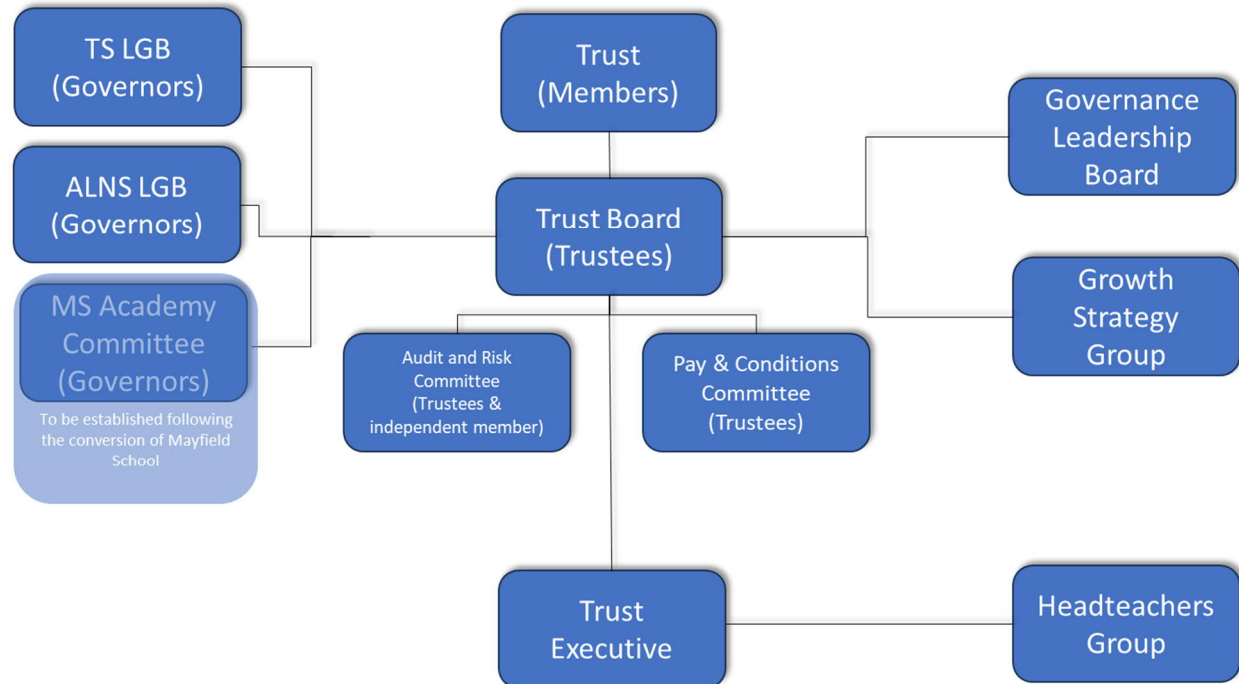 TS LGB
(Governors)
Trust
(Members)
Governance
Leadership
Board
ALNS LGB
(Governors)
Trust Board
(Trustees)
Growth
Strategy
Group
MS Academy
Committee
(Governors)
To be established following
the conversion of Mayfield
School
Audit and Risk
Committee
(Trustees &
independent member)
Pay & Conditions
Committee
(Trustees)
Trust
Executive
Headteachers
Group